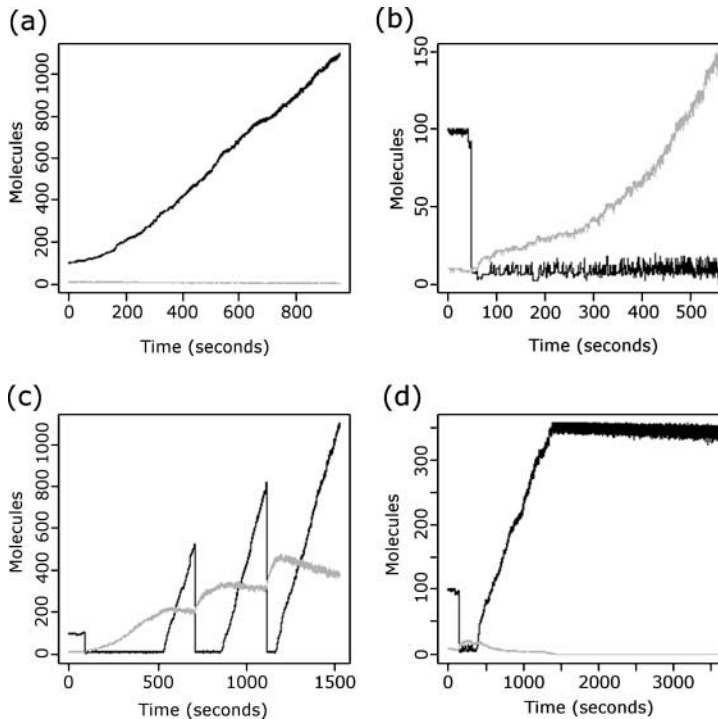 (a)
1000
800
600
400
200
0
Molecules
0 200 400 600 800
Time (seconds)
(b)
150
100
50
0
Molecules
0 100 200 300 400 500
Time (seconds)
(c)
1000
800
600
400
200
0
Molecules
0 500 1000 1500
Time (seconds)
(d)
300
200
100
0
Molecules
0 1000 2000 3000
Time (seconds)